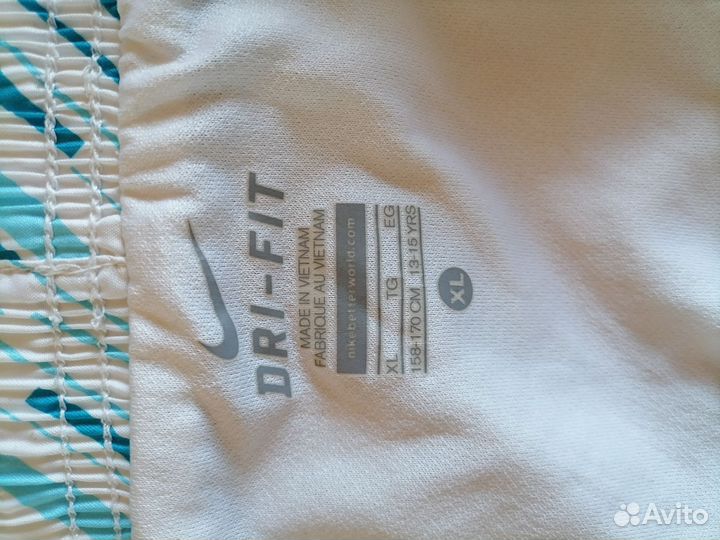 DRI-FIT
MADE IN VIETNAM
FABRIQUE AU VIETNAM
nikebetterworld.com
XL TG EG
158-170 CM 13-15 YRS
XL
Avito